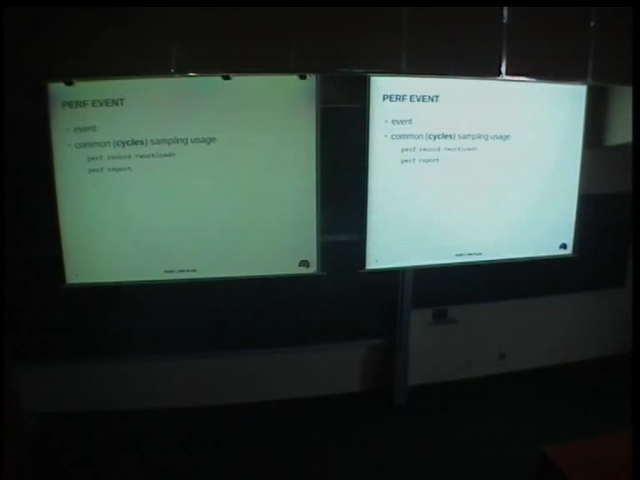 PERF EVENT
event
common (cycles) sampling usage
perf record <workload>
perf report
PERF EVENT
event
common (cycles) sampling usage
perf record <workload>
perf report